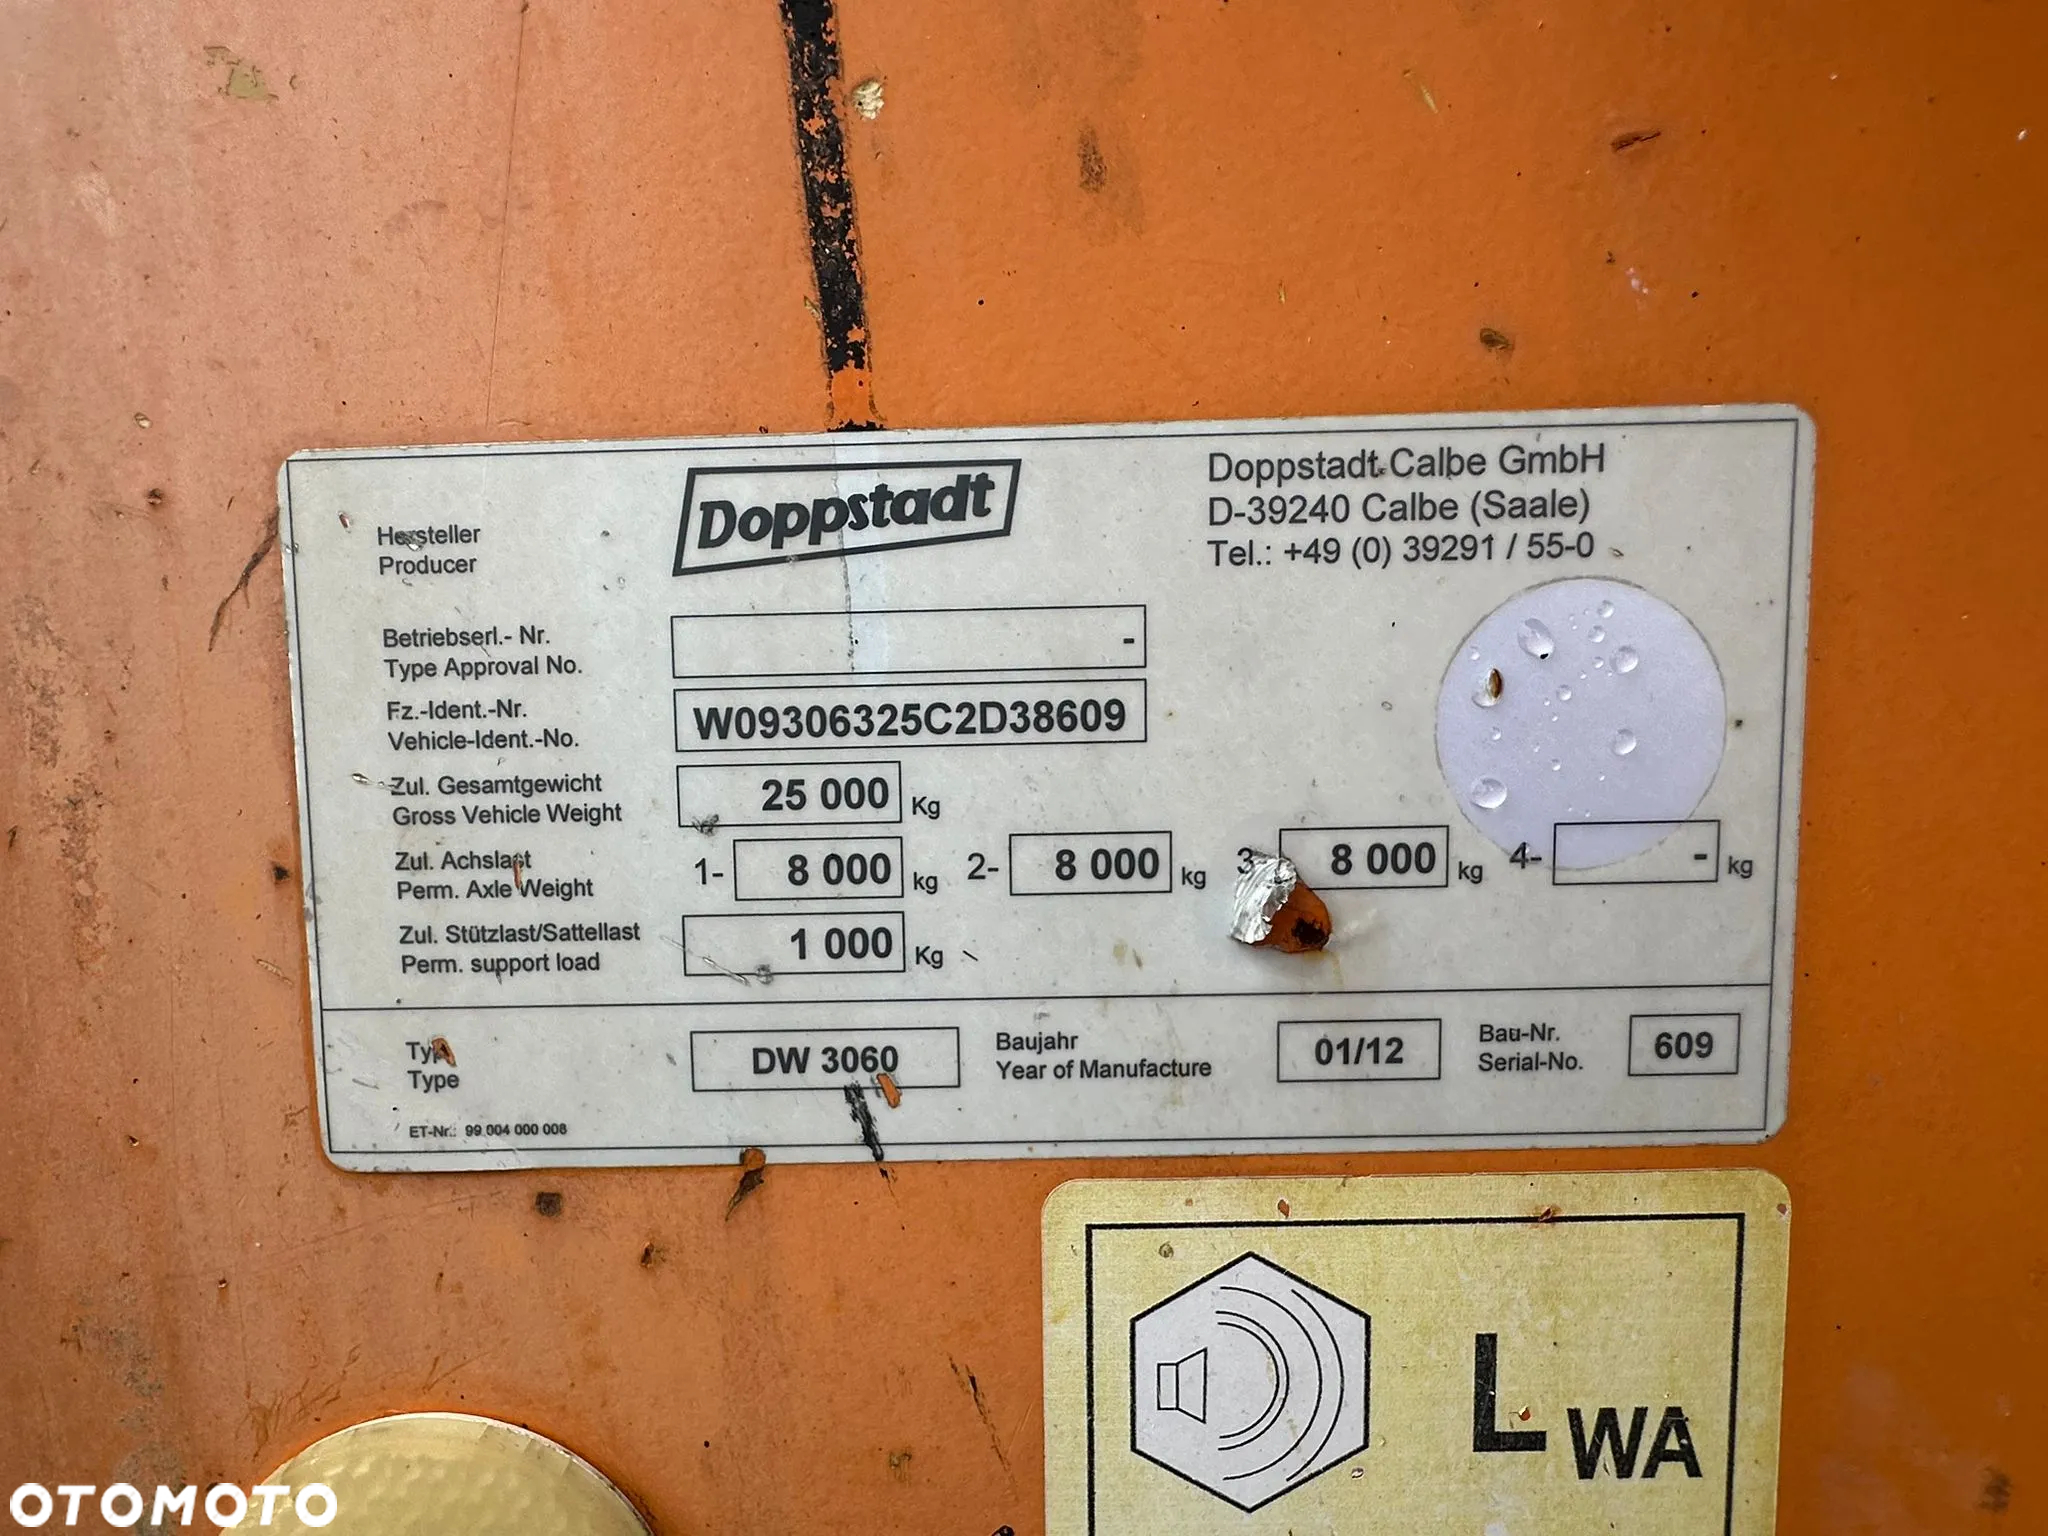 Doppstadt
Doppstadt Calbe GmbH
D-39240 Calbe (Saale)
Tel.: +49 (0) 39291 / 55-0
Hersteller
Producer
Betriebserl.- Nr.
Type Approval No.
-
Fz.-Ident.-Nr.
Vehicle-Ident.-No.
W09306325C2D38609
Zul. Gesamtgewicht
Gross Vehicle Weight
25 000 Kg
Zul. Achslast
Perm. Axle Weight
1- 8 000 kg 2- 8 000 kg 3- 8 000 kg 4- - kg
Zul. Stützlast/Sattellast
Perm. support load
1 000 Kg
Typ
Type
DW 3060
Baujahr
Year of Manufacture
01/12
Bau-Nr.
Serial-No.
609
ET-Nr.: 99 004 000 008
LWA
OTOMOTO